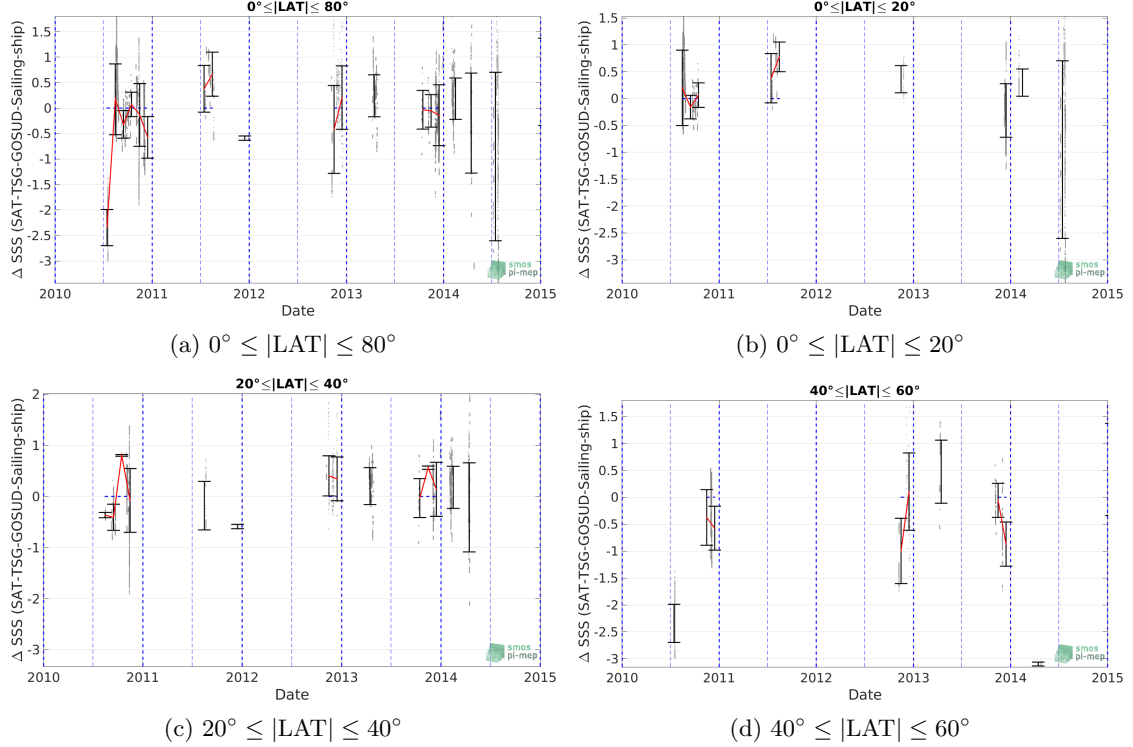 0°≤|LAT|≤ 80°
Δ SSS (SAT-TSG-GOSUD-Sailing-ship)
1.5
1
0.5
0
-0.5
-1
-1.5
-2
-2.5
-3
2010 2011 2012 2013 2014 2015
Date
smos
pi-mep
(a) 0° ≤ |LAT| ≤ 80°
0°≤|LAT|≤ 20°
Δ SSS (SAT-TSG-GOSUD-Sailing-ship)
1.5
1
0.5
0
-0.5
-1
-1.5
-2
-2.5
-3
2010 2011 2012 2013 2014 2015
Date
smos
pi-mep
(b) 0° ≤ |LAT| ≤ 20°
20°≤|LAT|≤ 40°
Δ SSS (SAT-TSG-GOSUD-Sailing-ship)
2
1
0
-1
-2
-3
2010 2011 2012 2013 2014 2015
Date
smos
pi-mep
(c) 20° ≤ |LAT| ≤ 40°
40°≤|LAT|≤ 60°
Δ SSS (SAT-TSG-GOSUD-Sailing-ship)
1.5
1
0.5
0
-0.5
-1
-1.5
-2
-2.5
-3
2010 2011 2012 2013 2014 2015
Date
smos
pi-mep
(d) 40° ≤ |LAT| ≤ 60°